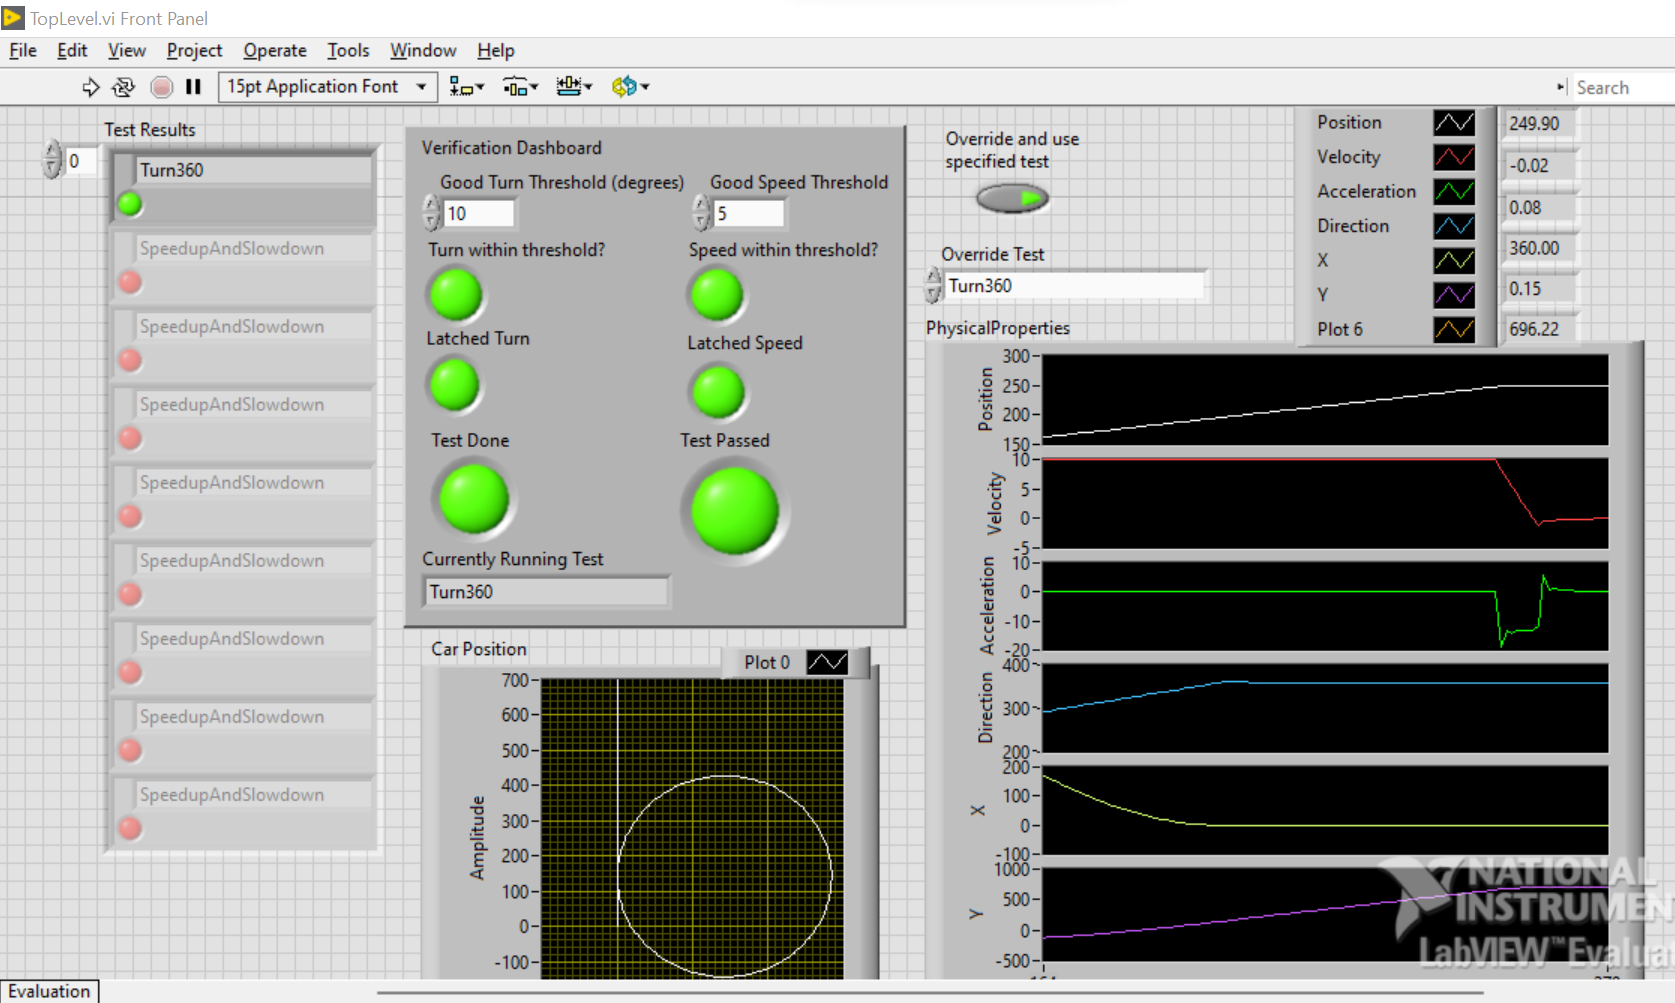 TopLevel.vi Front Panel
File Edit View Project Operate Tools Window Help
15pt Application Font
Search
Test Results
0
Turn360
SpeedupAndSlowdown
SpeedupAndSlowdown
SpeedupAndSlowdown
SpeedupAndSlowdown
SpeedupAndSlowdown
SpeedupAndSlowdown
SpeedupAndSlowdown
SpeedupAndSlowdown
Verification Dashboard
Good Turn Threshold (degrees) Good Speed Threshold
10 5
Turn within threshold? Speed within threshold?
Latched Turn Latched Speed
Test Done Test Passed
Currently Running Test
Turn360
Override and use
specified test
Override Test
Turn360
Position 249.90
Velocity -0.02
Acceleration 0.08
Direction 360.00
X 0.15
Y 696.22
Plot 6
PhysicalProperties
Position
300
250
200
150
Velocity
10
5
0
-5
Acceleration
10
0
-10
-20
Direction
400
300
200
X
200
100
0
-100
Y
1000
500
0
-500
Car Position
Plot 0
Amplitude
700
600
500
400
300
200
100
0
-100
NATIONAL
INSTRUMEN
LabVIEW™ Evalua
Evaluation